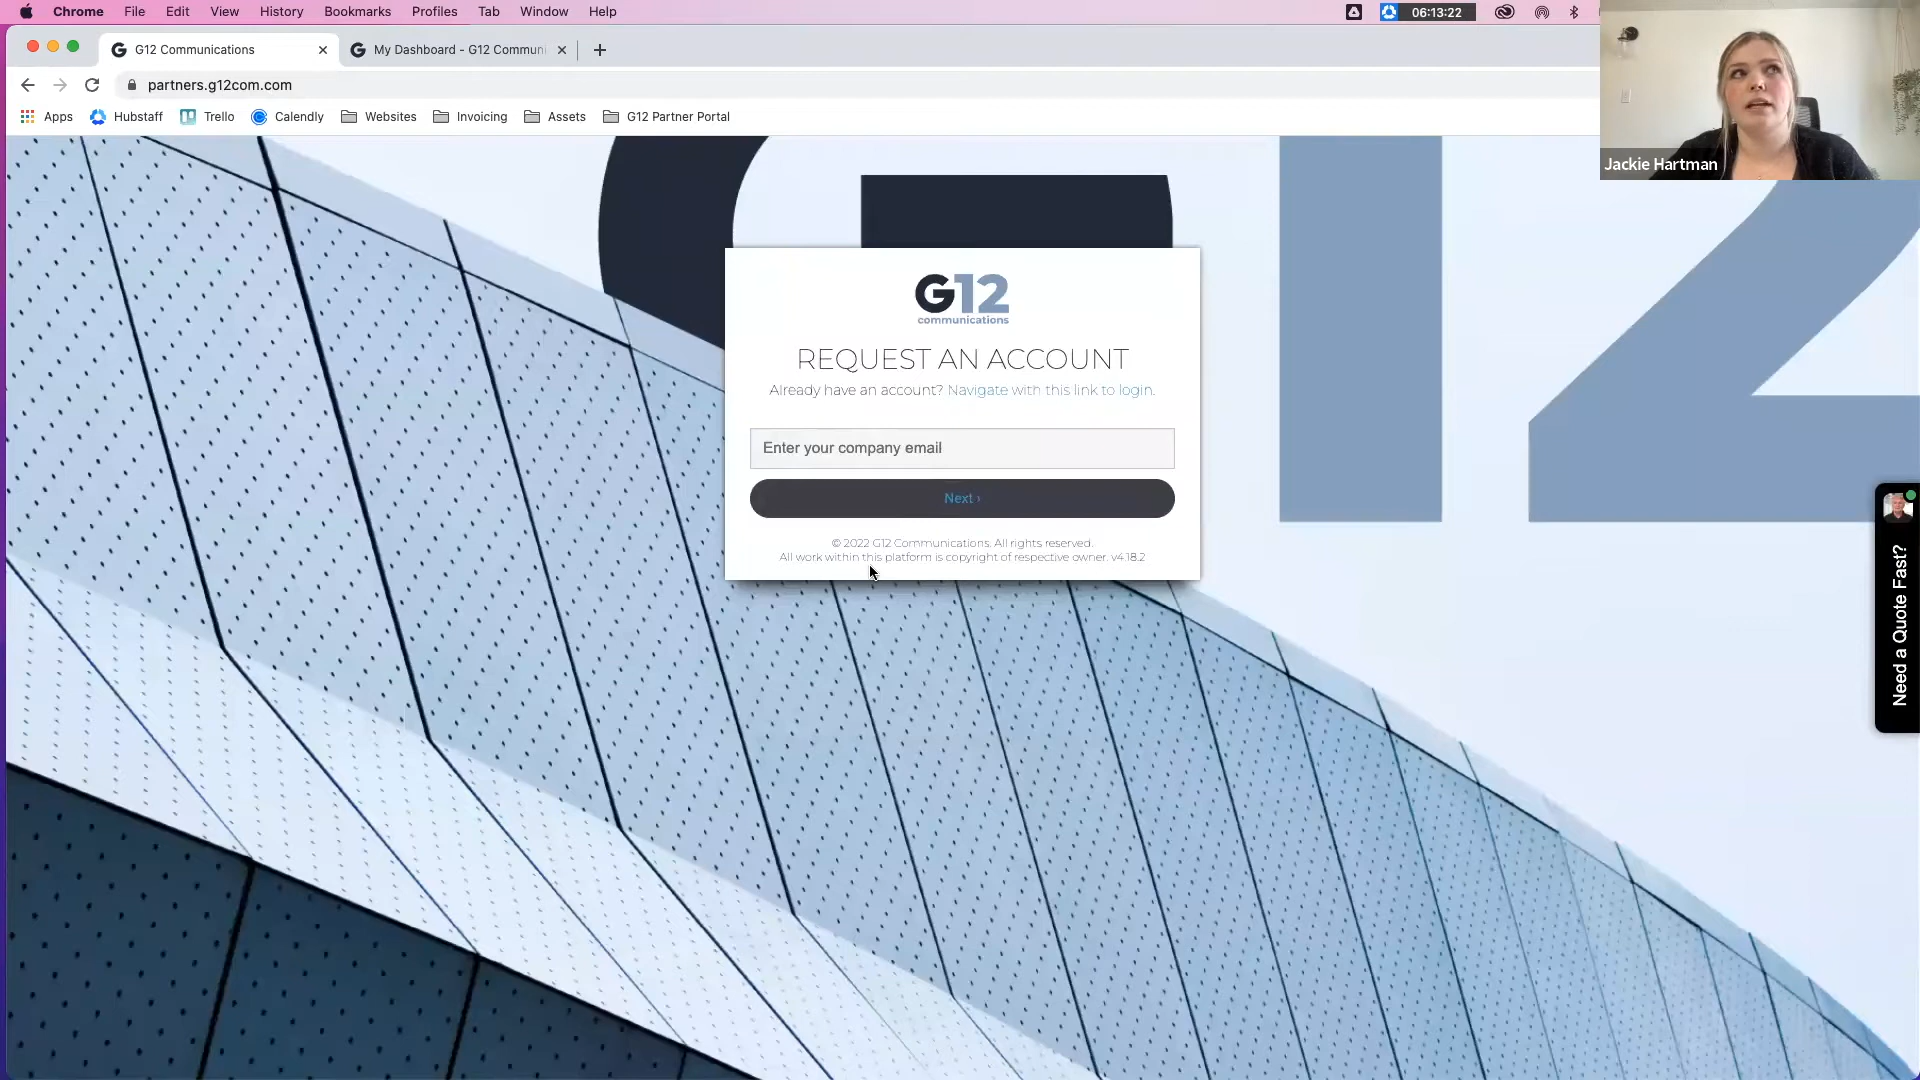 Chrome File Edit View History Bookmarks Profiles Tab Window Help 06:13:22
G12 Communications My Dashboard - G12 Commun
partners.g12com.com
Apps Hubstaff Trello Calendly Websites Invoicing Assets G12 Partner Portal
Jackie Hartman
G12
G12
communications
REQUEST AN ACCOUNT
Already have an account? Navigate with this link to login.
Enter your company email
Next ›
© 2022 G12 Communications. All rights reserved.
All work within this platform is copyright of respective owner. v4.18.2
Need a Quote Fast?